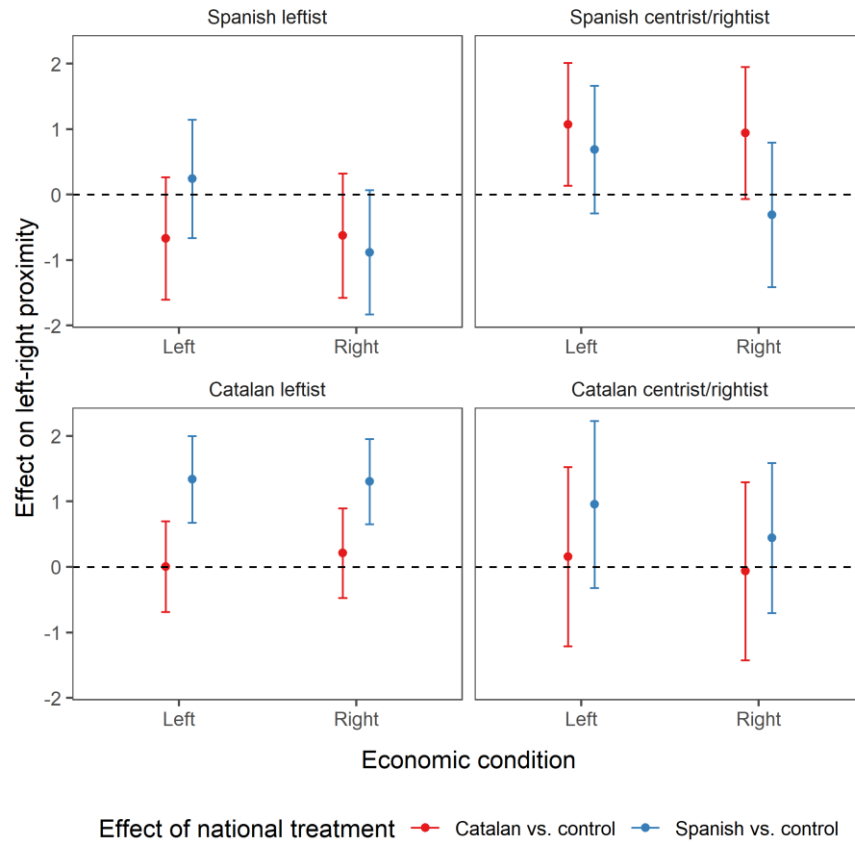 Spanish leftist
Spanish centrist/rightist
2
1
0
-1
-2
Left
Right
Left
Right
Effect on left-right proximity
Catalan leftist
Catalan centrist/rightist
2
1
0
-1
-2
Left
Right
Left
Right
Economic condition
Effect of national treatment Catalan vs. control Spanish vs. control